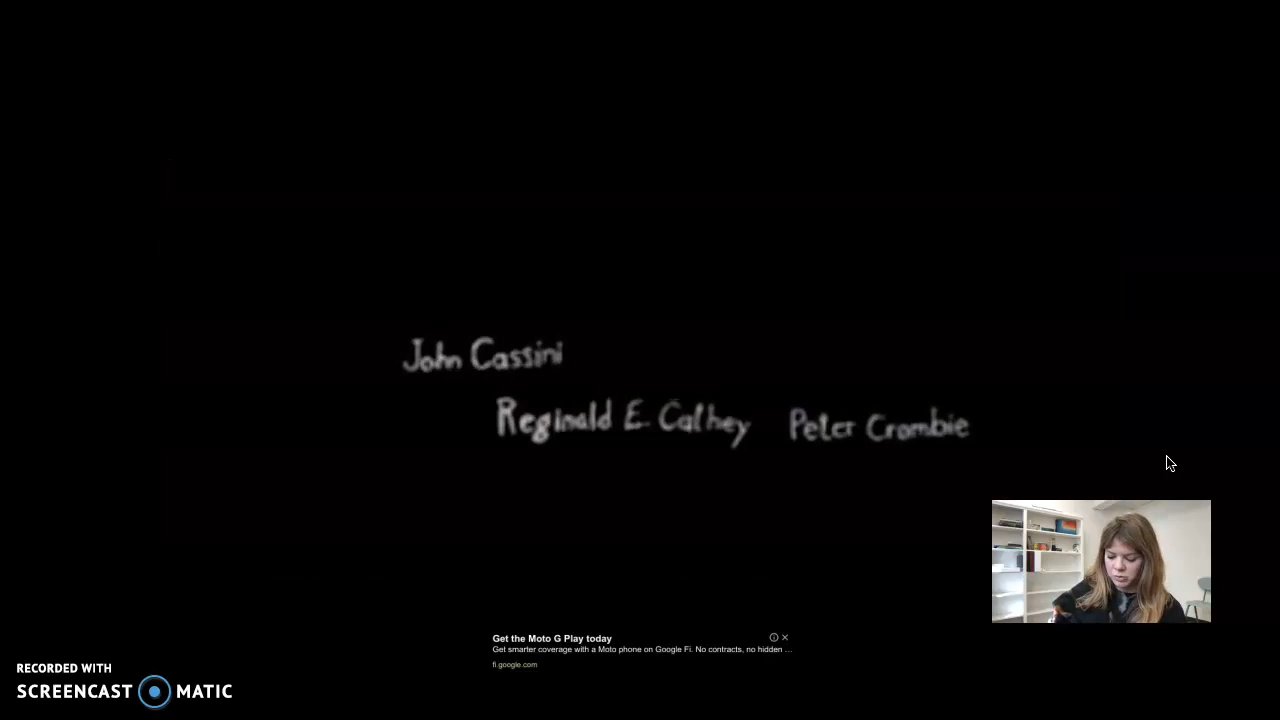 John Cassini
Reginald E. Cathey Peter Crombie
Get the Moto G Play today
Get smarter coverage with a Moto phone on Google Fi. No contracts, no hidden ...
fi.google.com
RECORDED WITH
SCREENCAST MATIC